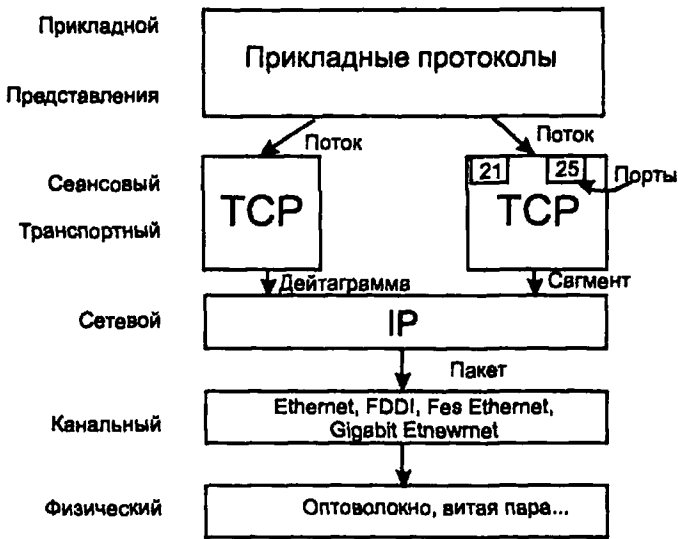 Прикладной
Прикладные протоколы
Представления
Поток
Поток
Сеансовый
TCP
21
25
Порты
TCP
Транспортный
Дейтаграмма
Сагмент
Сетевой
IP
Пакет
Канальный
Ethernet, FDDI, Fes Ethernet,
Gigabit Etnewrnet
Физический
Оптоволокно, витая пара...